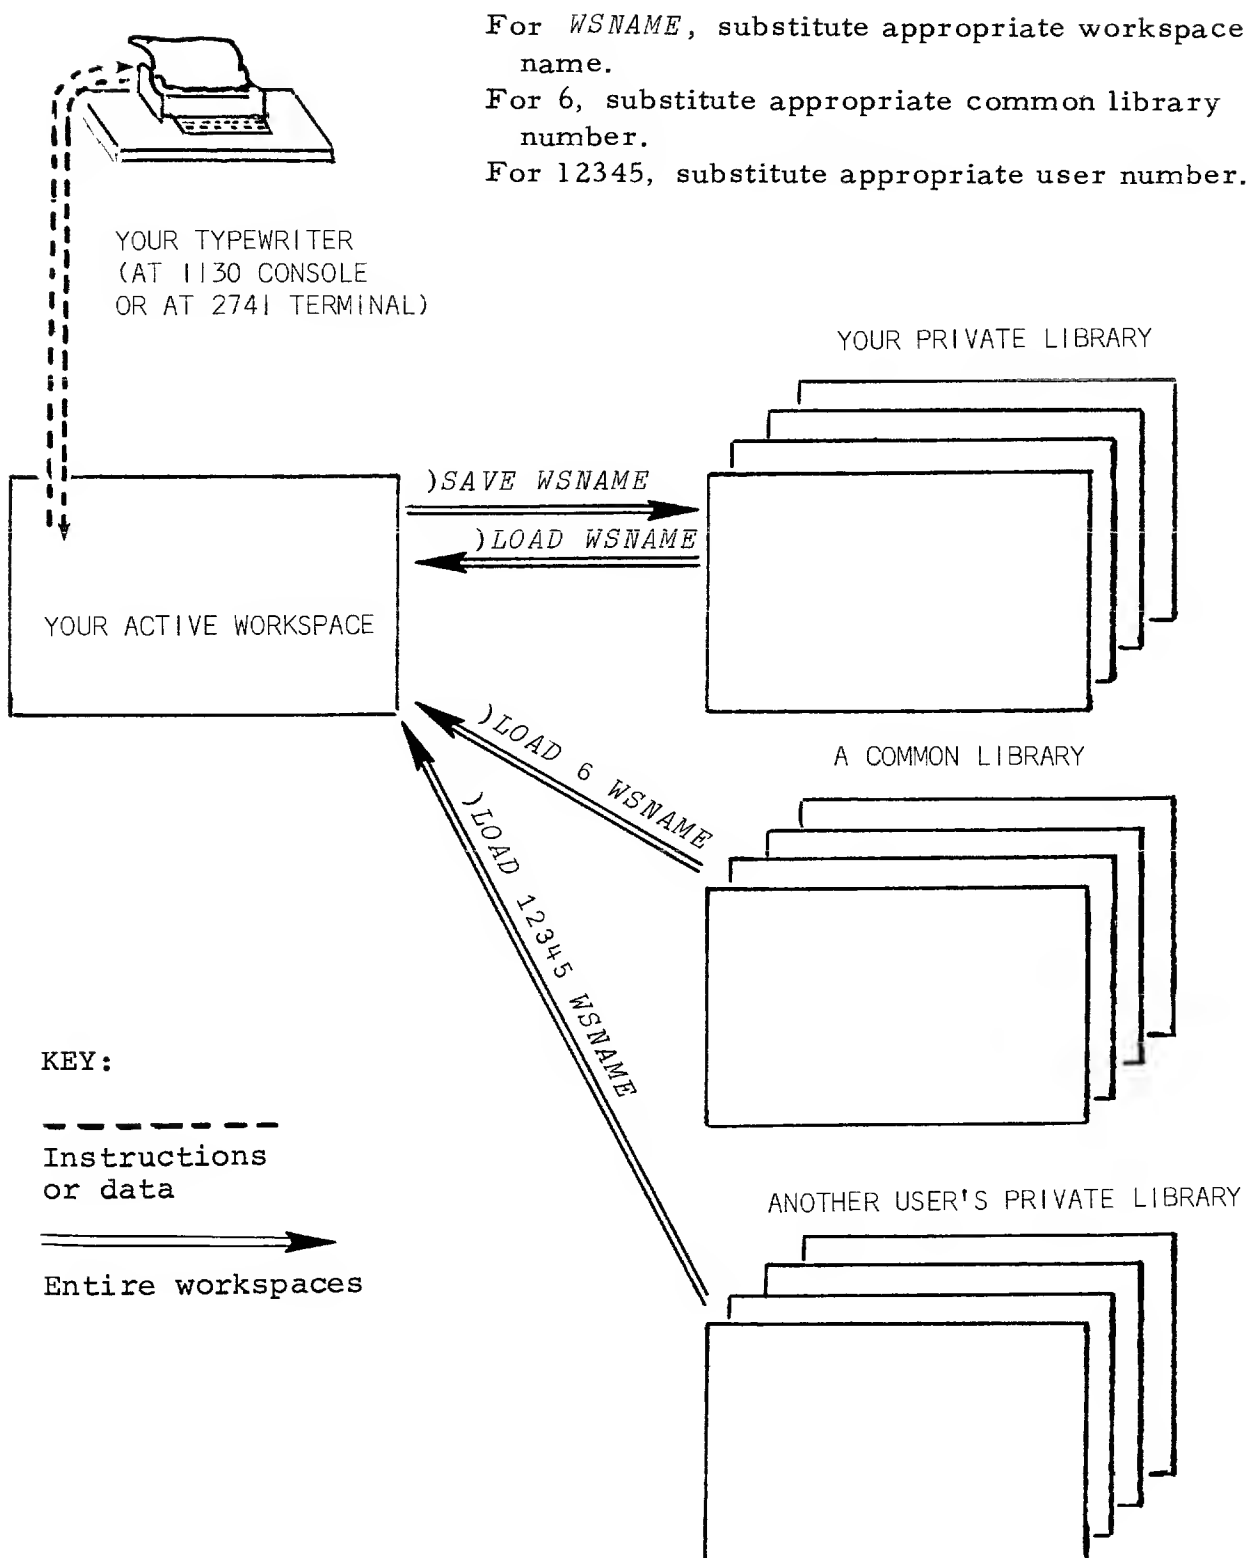 For WSNAME, substitute appropriate workspace
name.
For 6, substitute appropriate common library
number.
For 12345, substitute appropriate user number.
YOUR TYPEWRITER
(AT 1130 CONSOLE
OR AT 2741 TERMINAL)
YOUR PRIVATE LIBRARY
)SAVE WSNAME
)LOAD WSNAME
YOUR ACTIVE WORKSPACE
)LOAD 6 WSNAME
A COMMON LIBRARY
)LOAD 12345 WSNAME
KEY:
Instructions
or data
Entire workspaces
ANOTHER USER'S PRIVATE LIBRARY